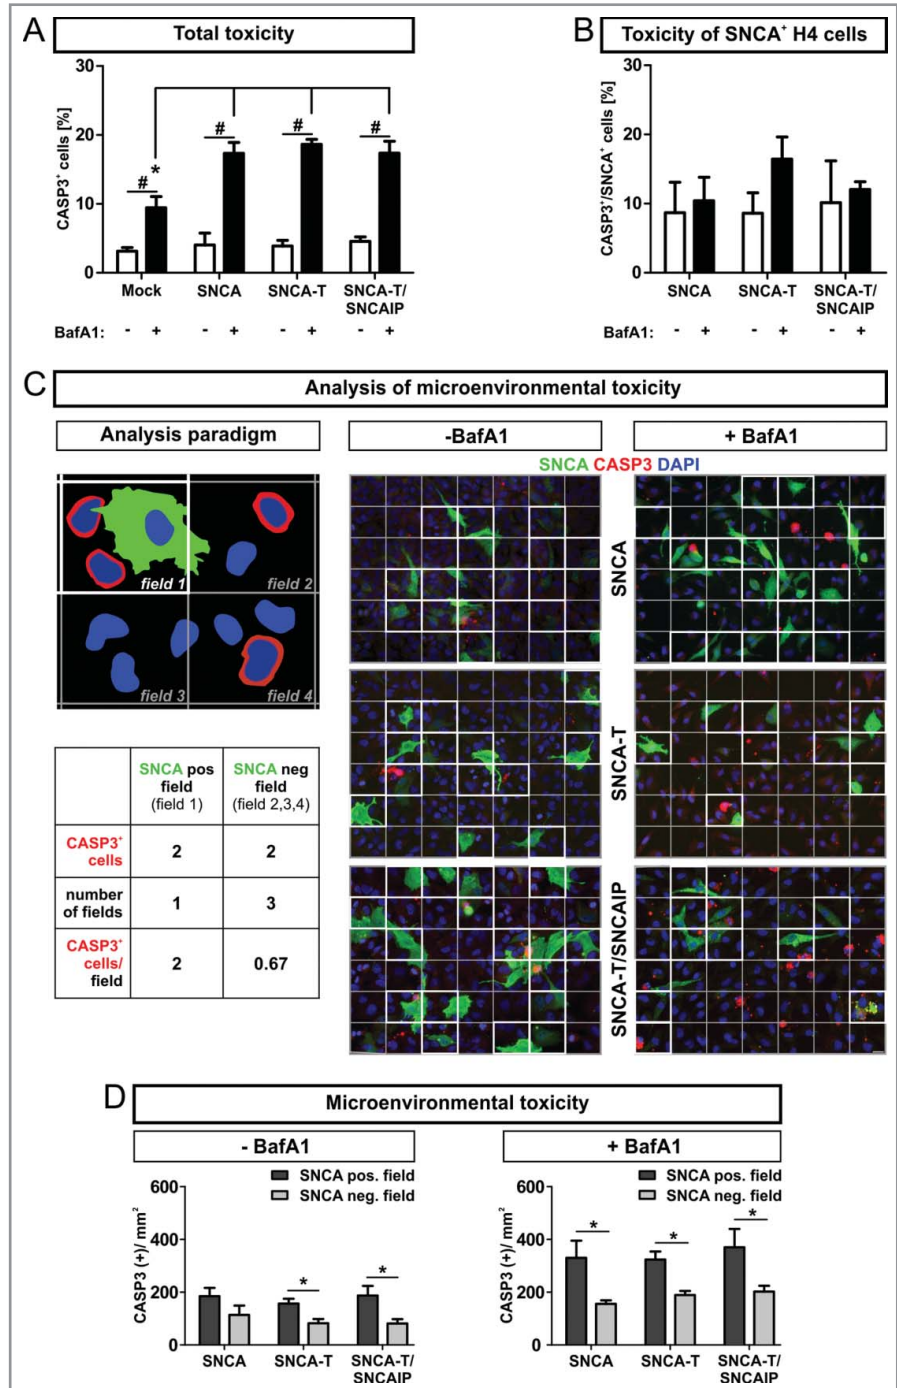 A
Total toxicity
CASP3⁺ cells [%]
30
20
10
0
#
*
#
#
#
Mock
SNCA
SNCA-T
SNCA-T/
SNCAIP
BafA1: - + - + - + - +
B
Toxicity of SNCA⁺ H4 cells
CASP3⁺/SNCA⁺ cells [%]
30
20
10
0
SNCA
SNCA-T
SNCA-T/
SNCAIP
BafA1: - + - + - +
C
Analysis of microenvironmental toxicity
Analysis paradigm
field 1
field 2
field 3
field 4
SNCA pos field (field 1)
SNCA neg field (field 2,3,4)
CASP3⁺ cells 2 2
number of fields 1 3
CASP3⁺ cells/ field 2 0.67
-BafA1
+ BafA1
SNCA CASP3 DAPI
SNCA
SNCA-T
SNCA-T/SNCAIP
D
Microenvironmental toxicity
- BafA1
SNCA pos. field
SNCA neg. field
CASP3 (+)/ mm²
600
400
200
0
*
*
SNCA
SNCA-T
SNCA-T/
SNCAIP
+ BafA1
SNCA pos. field
SNCA neg. field
CASP3 (+)/ mm²
600
400
200
0
*
*
*
SNCA
SNCA-T
SNCA-T/
SNCAIP